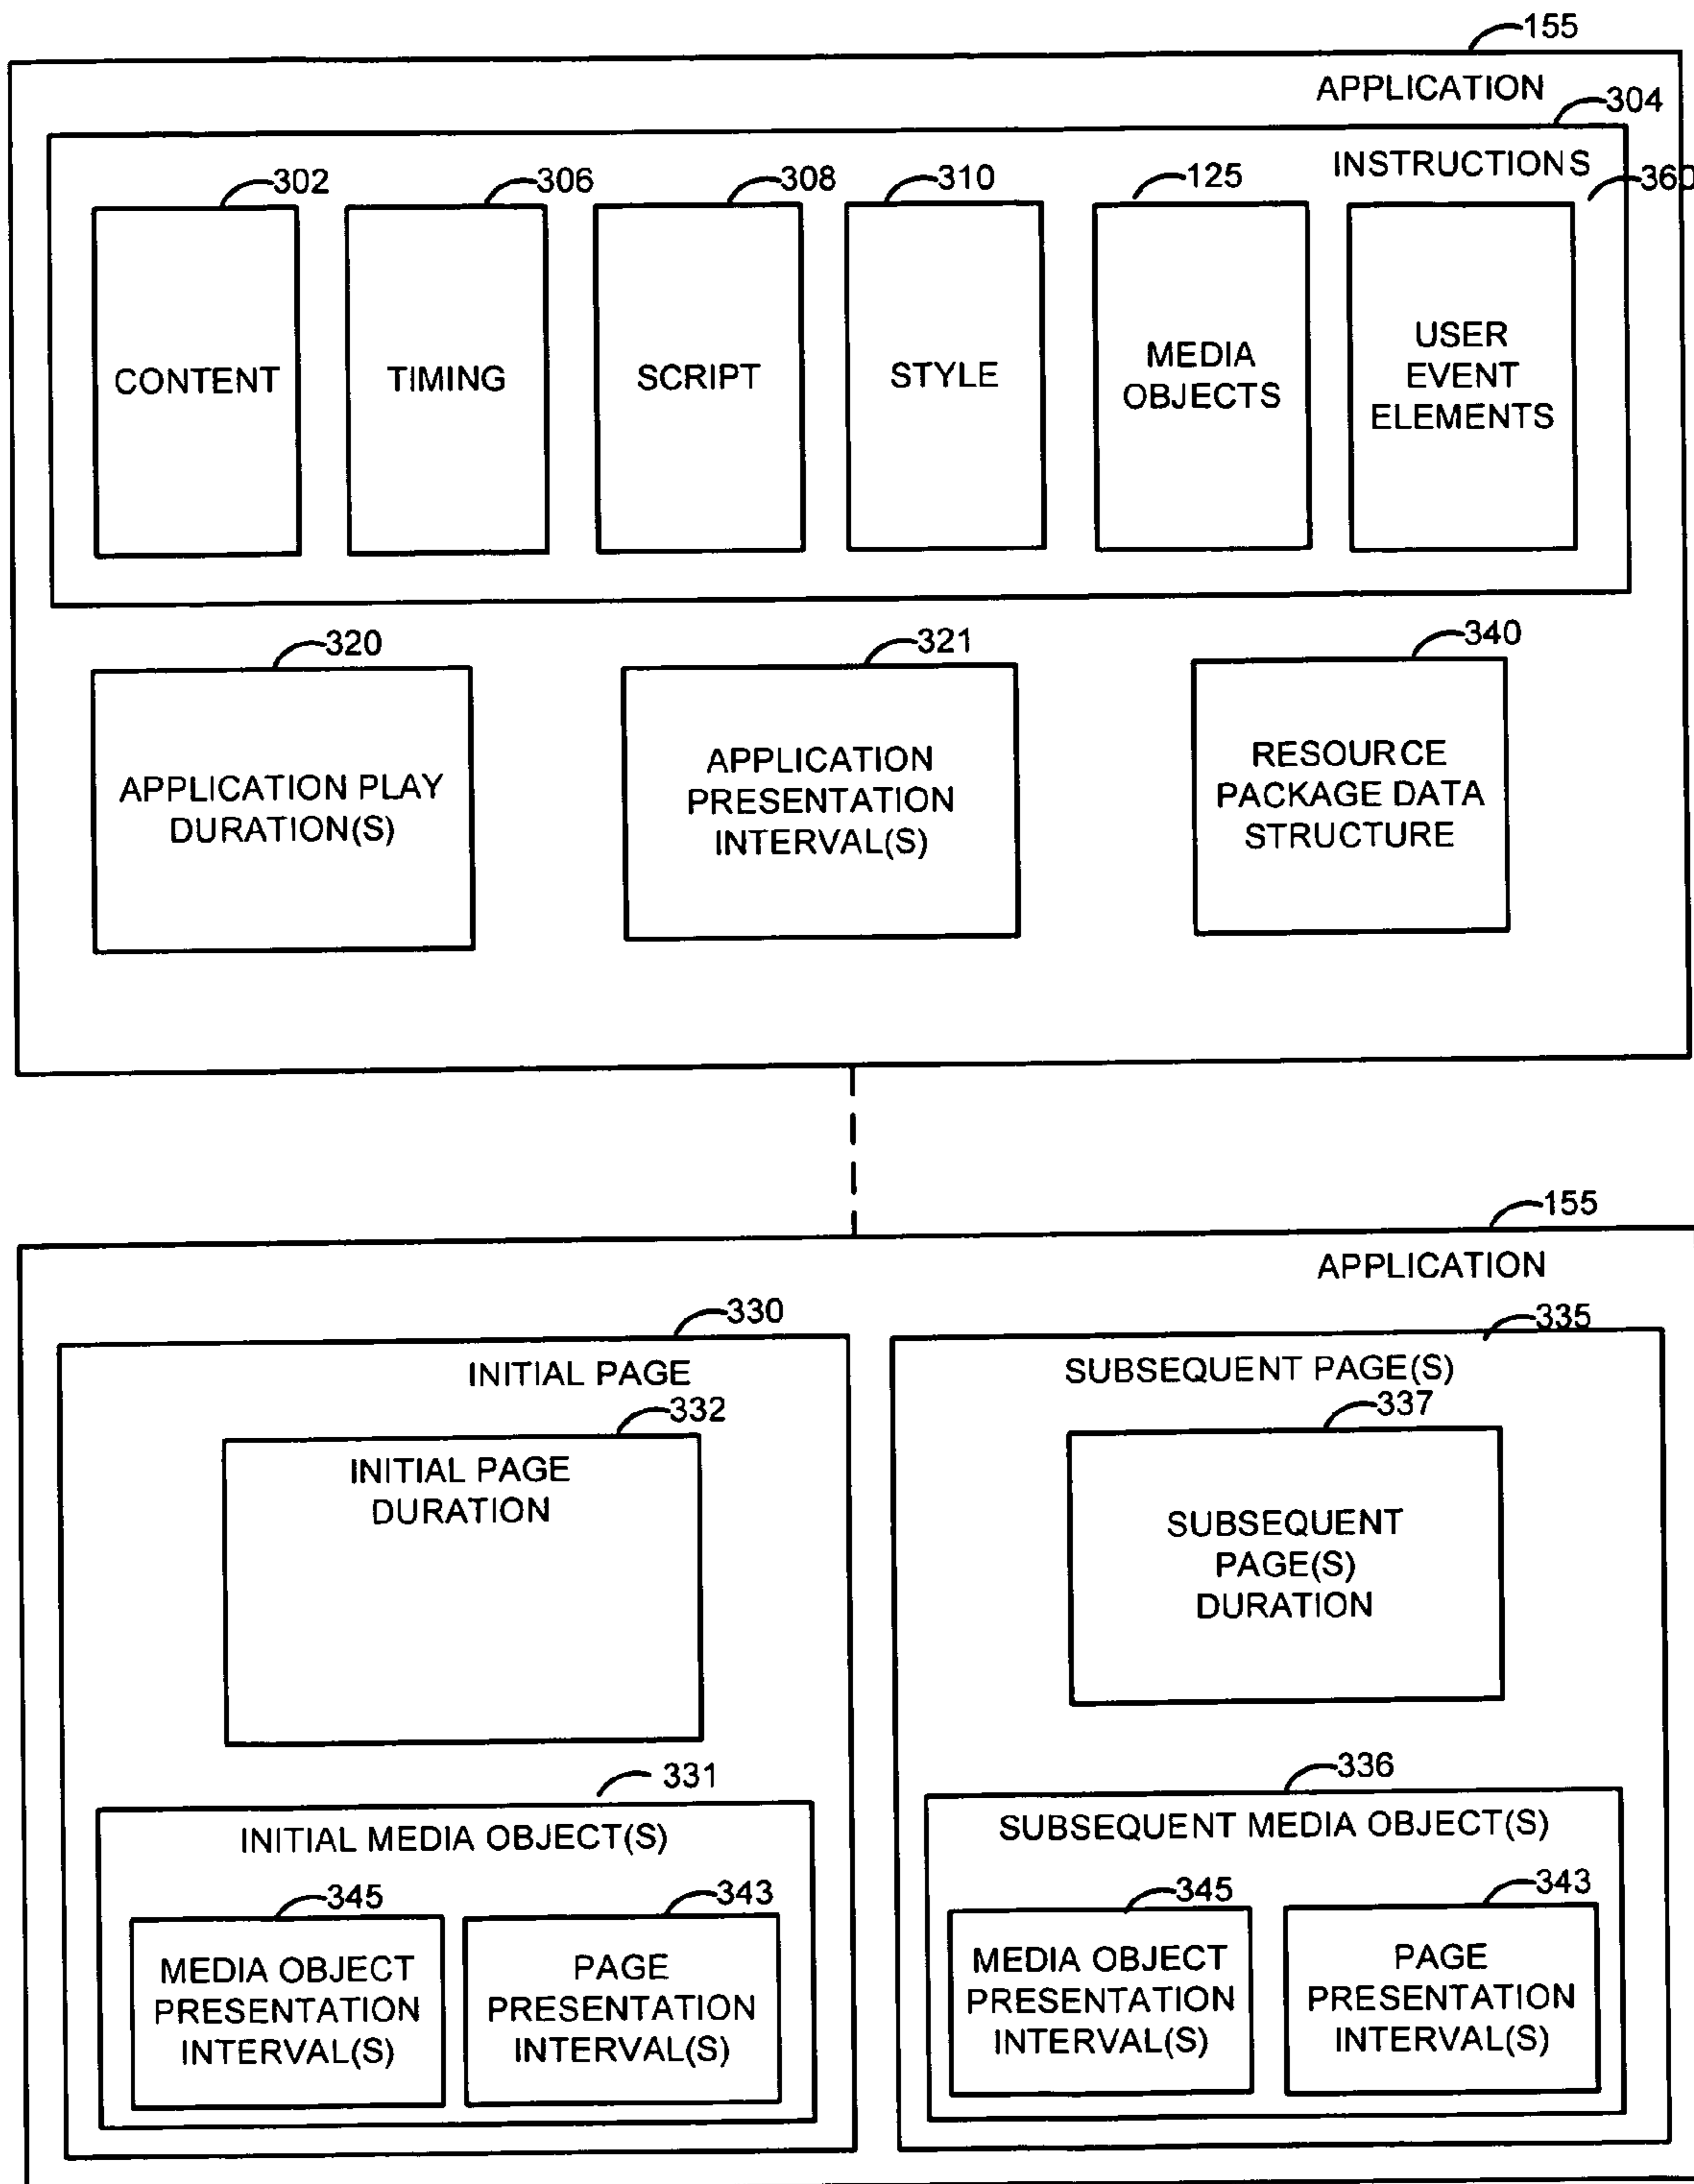 155
APPLICATION
304
INSTRUCTIONS
302
306
308
310
125
360
CONTENT
TIMING
SCRIPT
STYLE
MEDIA
OBJECTS
USER
EVENT
ELEMENTS
320
321
340
APPLICATION PLAY
DURATION(S)
APPLICATION
PRESENTATION
INTERVAL(S)
RESOURCE
PACKAGE DATA
STRUCTURE
155
APPLICATION
330
INITIAL PAGE
332
INITIAL PAGE
DURATION
331
INITIAL MEDIA OBJECT(S)
345
MEDIA OBJECT
PRESENTATION
INTERVAL(S)
343
PAGE
PRESENTATION
INTERVAL(S)
335
SUBSEQUENT PAGE(S)
337
SUBSEQUENT
PAGE(S)
DURATION
336
SUBSEQUENT MEDIA OBJECT(S)
345
MEDIA OBJECT
PRESENTATION
INTERVAL(S)
343
PAGE
PRESENTATION
INTERVAL(S)